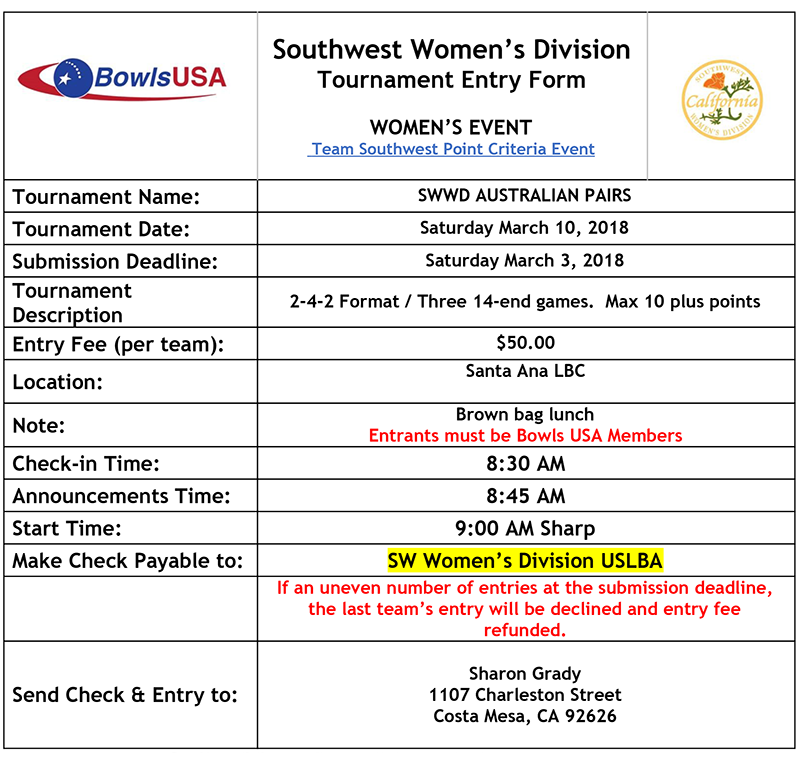 BowlsUSA
Southwest Women's Division
Tournament Entry Form
WOMEN'S EVENT
Team Southwest Point Criteria Event
SOUTHWEST
California
WOMEN'S DIVISION
Tournament Name: SWWD AUSTRALIAN PAIRS
Tournament Date: Saturday March 10, 2018
Submission Deadline: Saturday March 3, 2018
Tournament
Description
2-4-2 Format / Three 14-end games.  Max 10 plus points
Entry Fee (per team): $50.00
Location: Santa Ana LBC
Note:
Brown bag lunch
Entrants must be Bowls USA Members
Check-in Time: 8:30 AM
Announcements Time: 8:45 AM
Start Time: 9:00 AM Sharp
Make Check Payable to: SW Women's Division USLBA
If an uneven number of entries at the submission deadline,
the last team's entry will be declined and entry fee
refunded.
Send Check & Entry to:
Sharon Grady
1107 Charleston Street
Costa Mesa, CA 92626